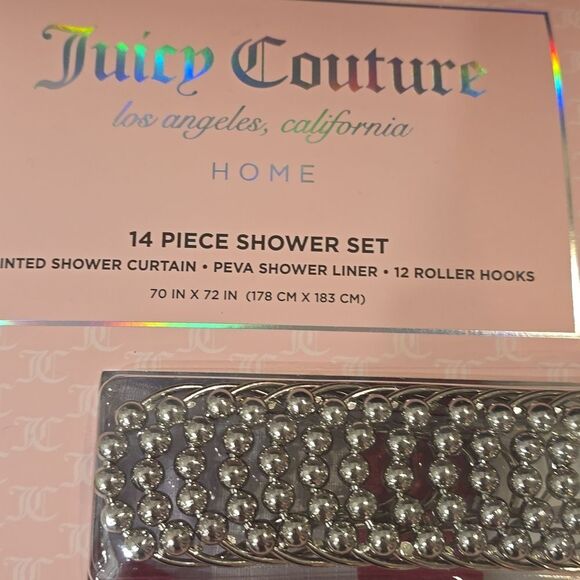 Juicy Couture
los angeles, california
HOME
14 PIECE SHOWER SET
INTED SHOWER CURTAIN • PEVA SHOWER LINER • 12 ROLLER HOOKS
70 IN X 72 IN (178 CM X 183 CM)